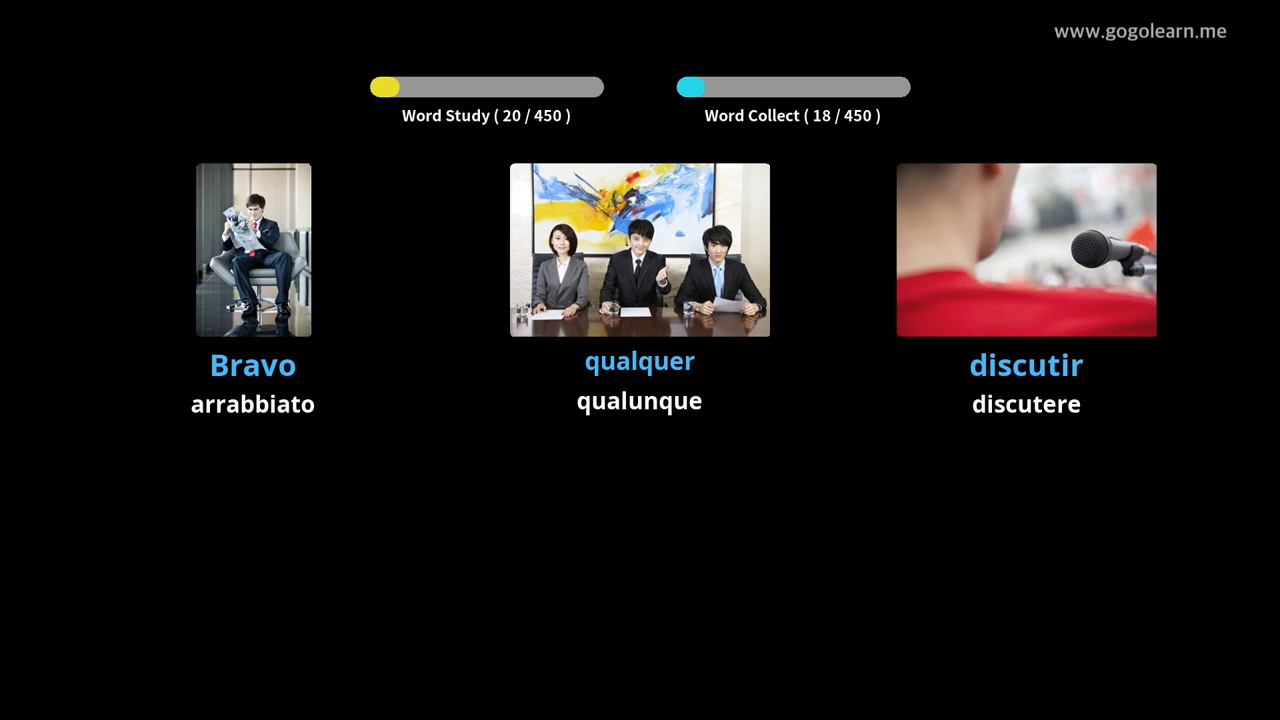 www.gogolearn.me
Word Study ( 20 / 450 )
Word Collect ( 18 / 450 )
Bravo
arrabbiato
qualquer
qualunque
discutir
discutere